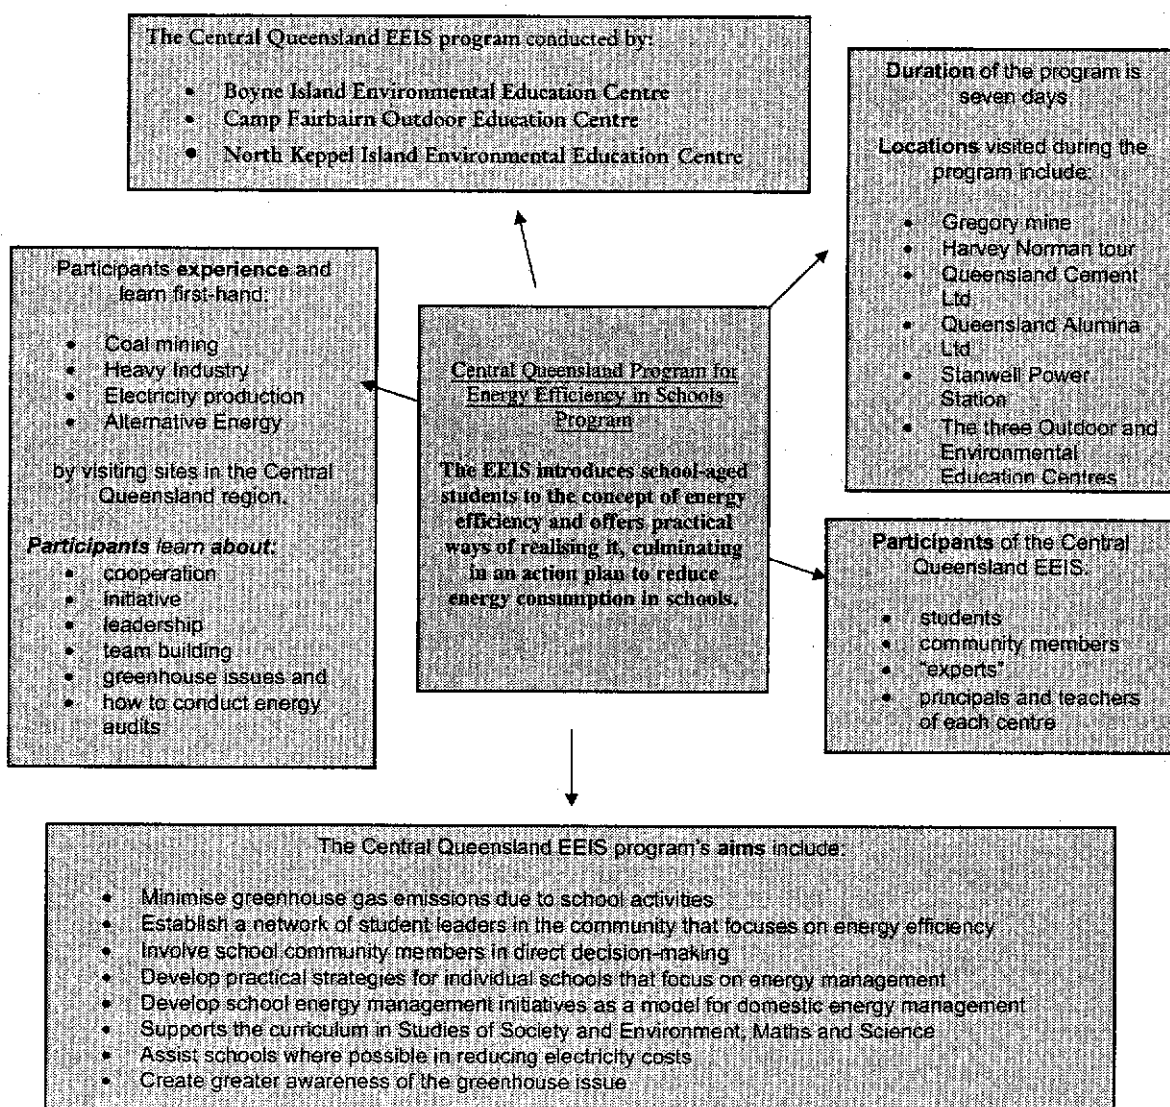 The Central Queensland EEIS program conducted by:
• Boyne Island Environmental Education Centre
• Camp Fairbairn Outdoor Education Centre
• North Keppel Island Environmental Education Centre
Duration of the program is
seven days
Locations visited during the
program include:
• Gregory mine
• Harvey Norman tour
• Queensland Cement
Ltd
• Queensland Alumina
Ltd
• Stanwell Power
Station
• The three Outdoor and
Environmental
Education Centres
Participants experience and
learn first-hand:
• Coal mining
• Heavy Industry
• Electricity production
• Alternative Energy
by visiting sites in the Central
Queensland region.
Participants learn about:
• cooperation
• initiative
• leadership
• team building
• greenhouse issues and
• how to conduct energy
audits
Central Queensland Program for
Energy Efficiency in Schools
Program
The EEIS introduces school-aged
students to the concept of energy
efficiency and offers practical
ways of realising it, culminating
in an action plan to reduce
energy consumption in schools.
Participants of the Central
Queensland EEIS.
• students
• community members
• "experts"
• principals and teachers
of each centre
The Central Queensland EEIS program's aims include:
• Minimise greenhouse gas emissions due to school activities
• Establish a network of student leaders in the community that focuses on energy efficiency
• Involve school community members in direct decision-making
• Develop practical strategies for individual schools that focus on energy management
• Develop school energy management initiatives as a model for domestic energy management
• Supports the curriculum in Studies of Society and Environment, Maths and Science
• Assist schools where possible in reducing electricity costs
• Create greater awareness of the greenhouse issue